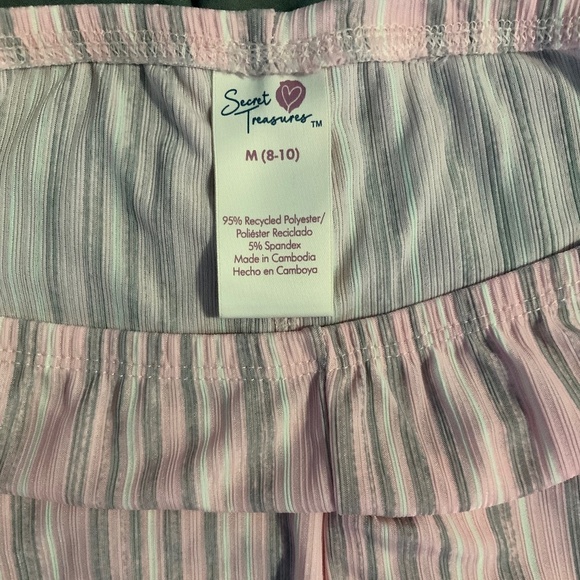 Secret
Treasures TM
M (8-10)
95% Recycled Polyester/
Poliéster Reciclado
5% Spandex
Made in Cambodia
Hecho en Camboya